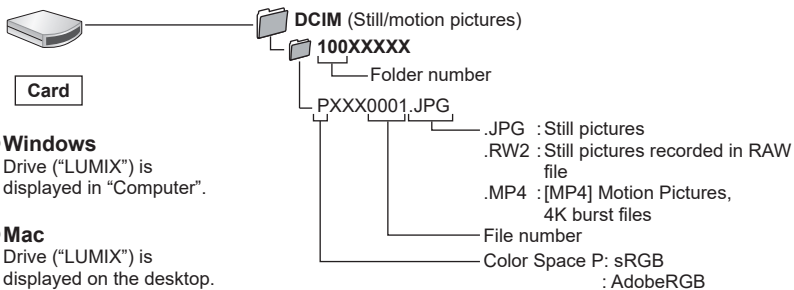 DCIM (Still/motion pictures)
100XXXXX
Folder number
Card
PXXX0001.JPG
.JPG : Still pictures
.RW2 : Still pictures recorded in RAW
file
.MP4 : [MP4] Motion Pictures,
4K burst files
File number
Color Space P: sRGB
: AdobeRGB
Windows
Drive (“LUMIX”) is
displayed in “Computer”.
Mac
Drive (“LUMIX”) is
displayed on the desktop.